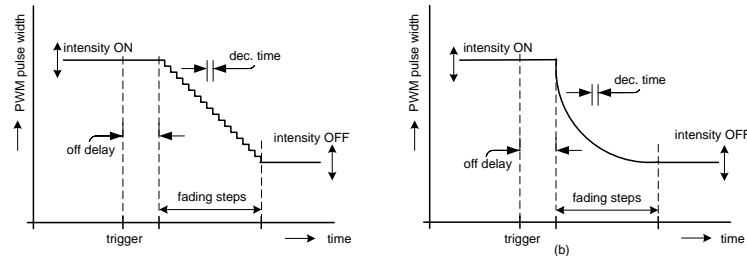 PWM pulse width
intensity ON
dec. time
intensity OFF
off delay
fading steps
trigger
time
PWM pulse width
intensity ON
dec. time
intensity OFF
off delay
fading steps
trigger
time
(b)